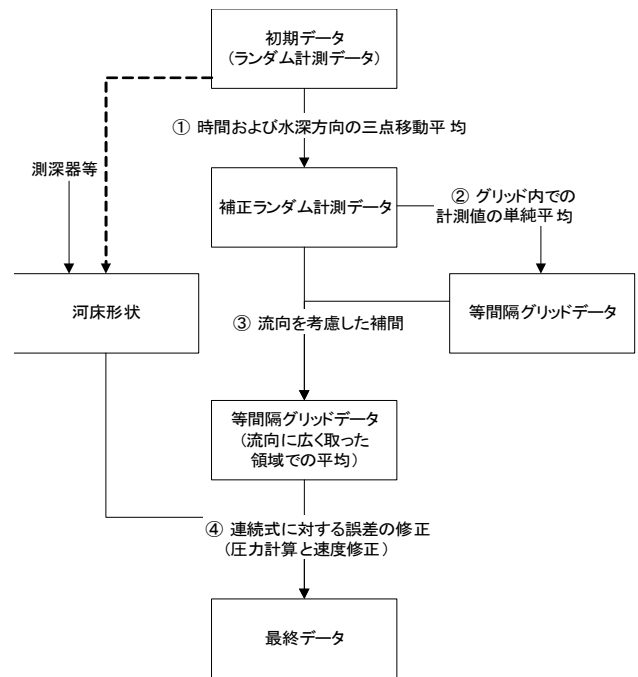 初期データ
(ランダム計測データ)
① 時間および水深方向の三点移動平均
測深器等
補正ランダム計測データ
② グリッド内での
計測値の単純平均
河床形状
等間隔グリッドデータ
③ 流向を考慮した補間
等間隔グリッドデータ
(流向に広く取った
領域での平均)
④ 連続式に対する誤差の修正
(圧力計算と速度修正)
最終データ